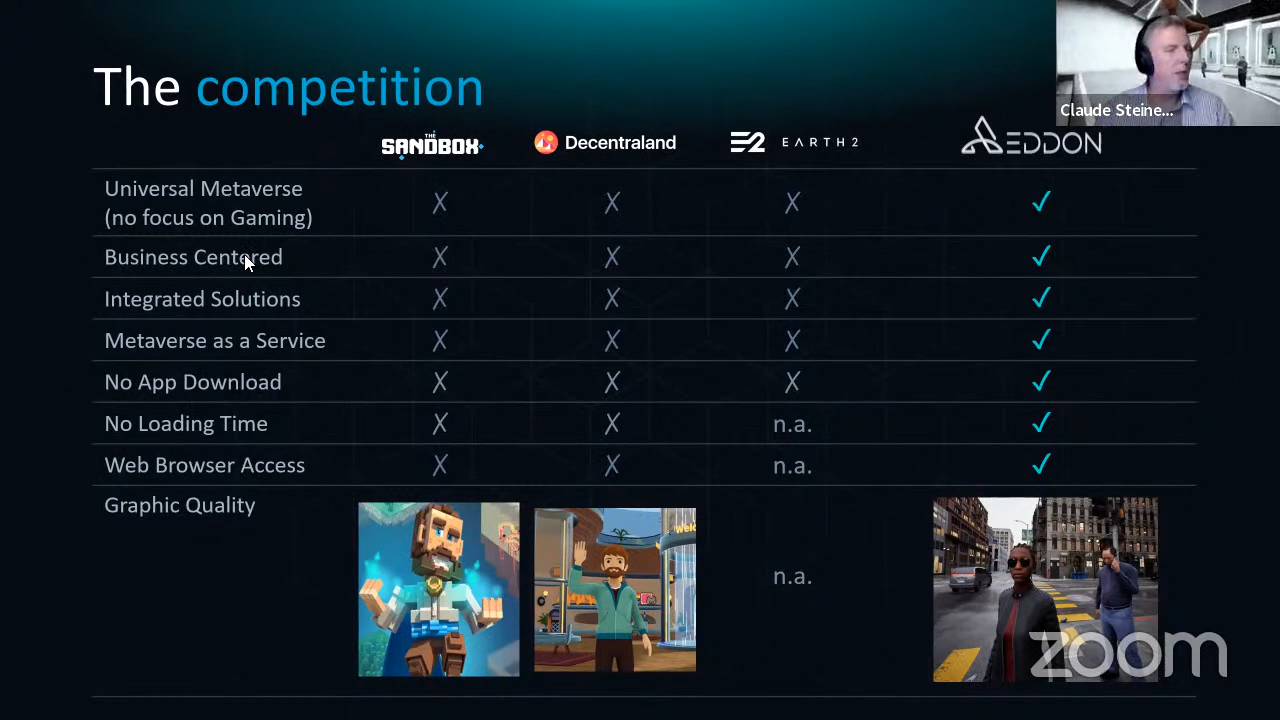 The competition
Claude Steine...
THE
SANDBOX
Decentraland
E2 EARTH 2
AEDDON
Universal Metaverse
(no focus on Gaming)
X X X ✓
Business Centered X X X ✓
Integrated Solutions X X X ✓
Metaverse as a Service X X X ✓
No App Download X X X ✓
No Loading Time X X n.a. ✓
Web Browser Access X X n.a. ✓
Graphic Quality
Welc
n.a.
zoom